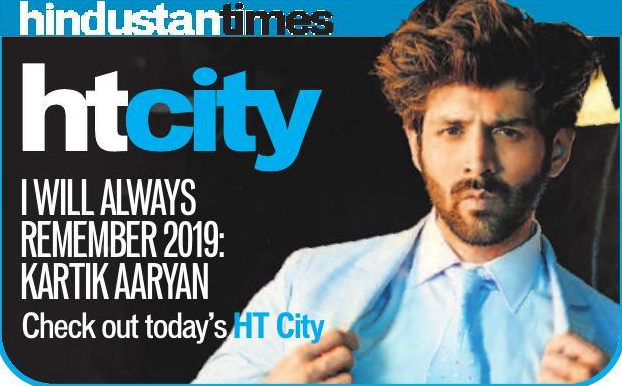 hindustantimes
htcity
I WILL ALWAYS
REMEMBER 2019:
KARTIK AARYAN
Check out today's HT City